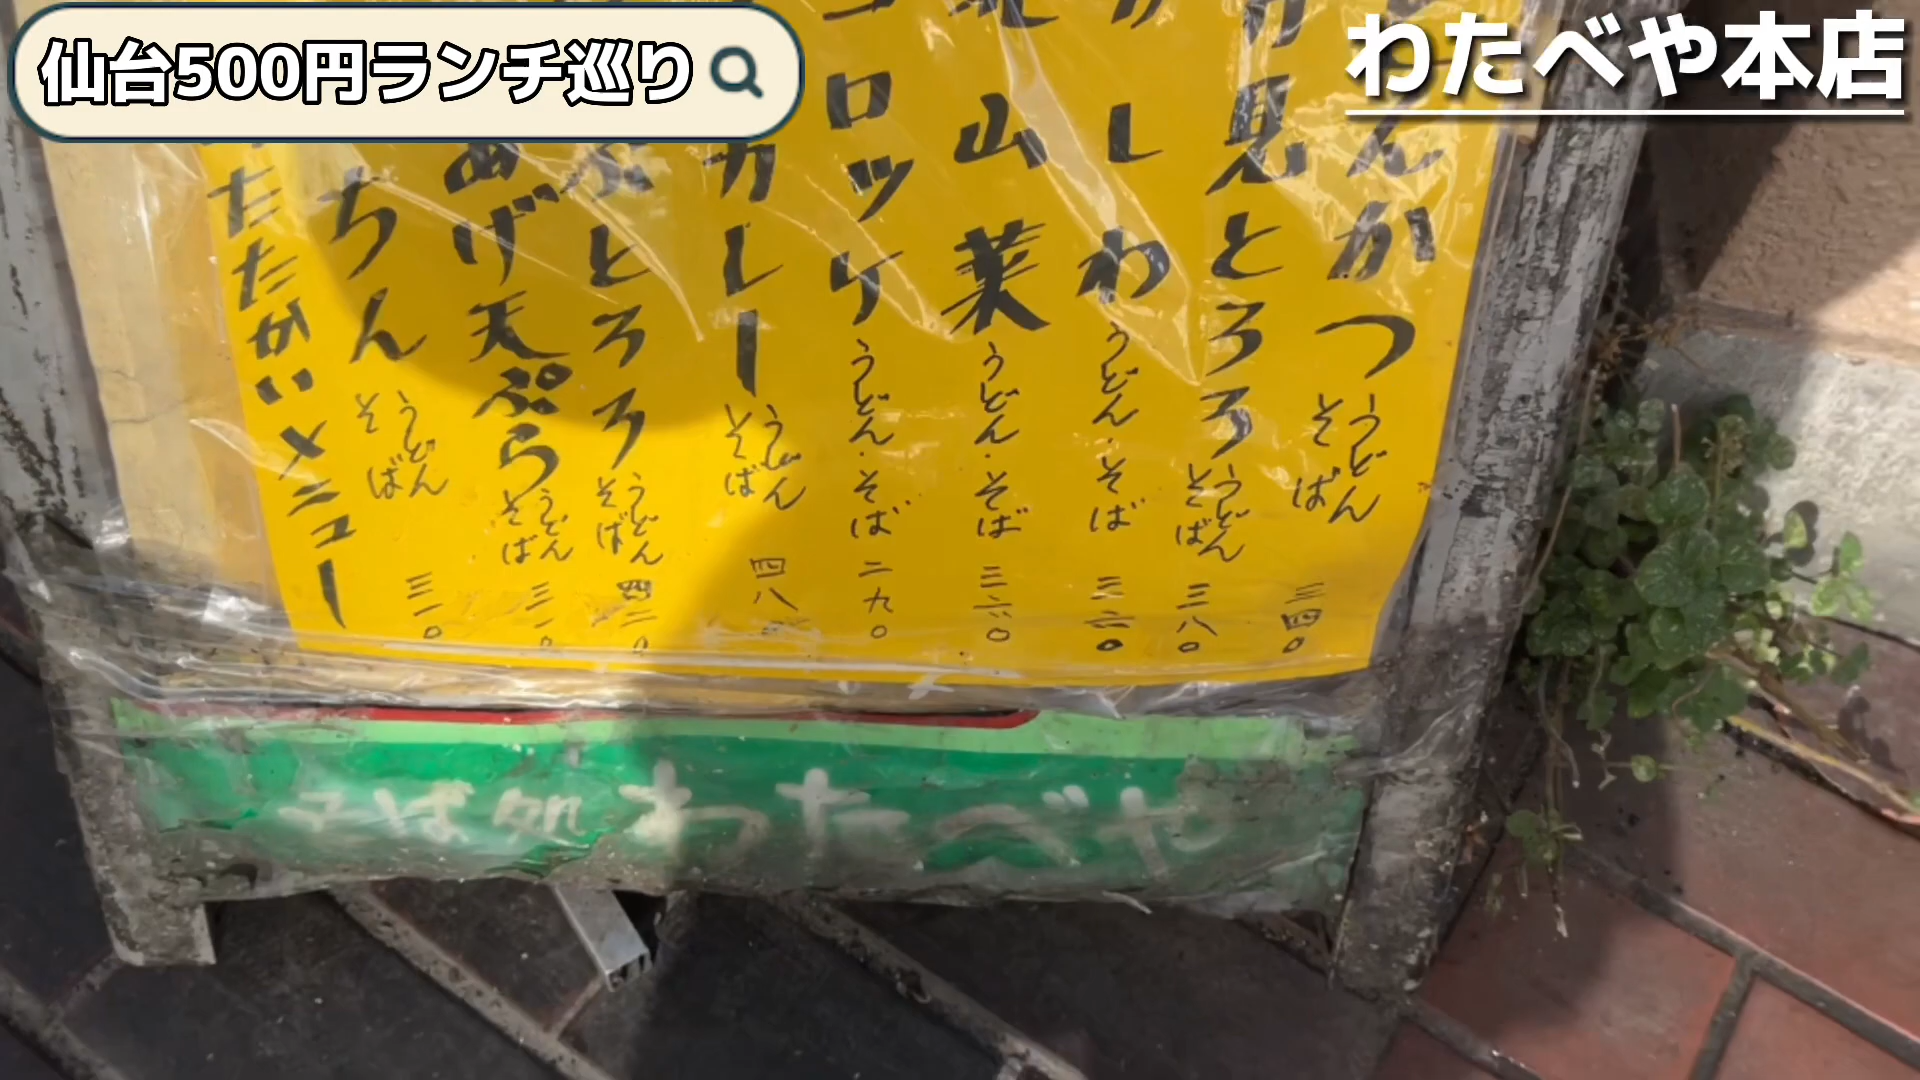 仙台500円ランチ巡り
わたべや本店
んかつ うどん そば 三四〇
月見とろろ うどん そば 三八〇
かしわ うどん・そば 三六〇
山菜 うどん・そば 三六〇
コロッケ うどん・そば 二九〇
カレー うどん そば 四八
とろろ うどん そば 四二〇
あげ天ぷら うどん そば 三一〇
ちん うどん そば 三一〇
たたかいメニュー
そば処 わたべや